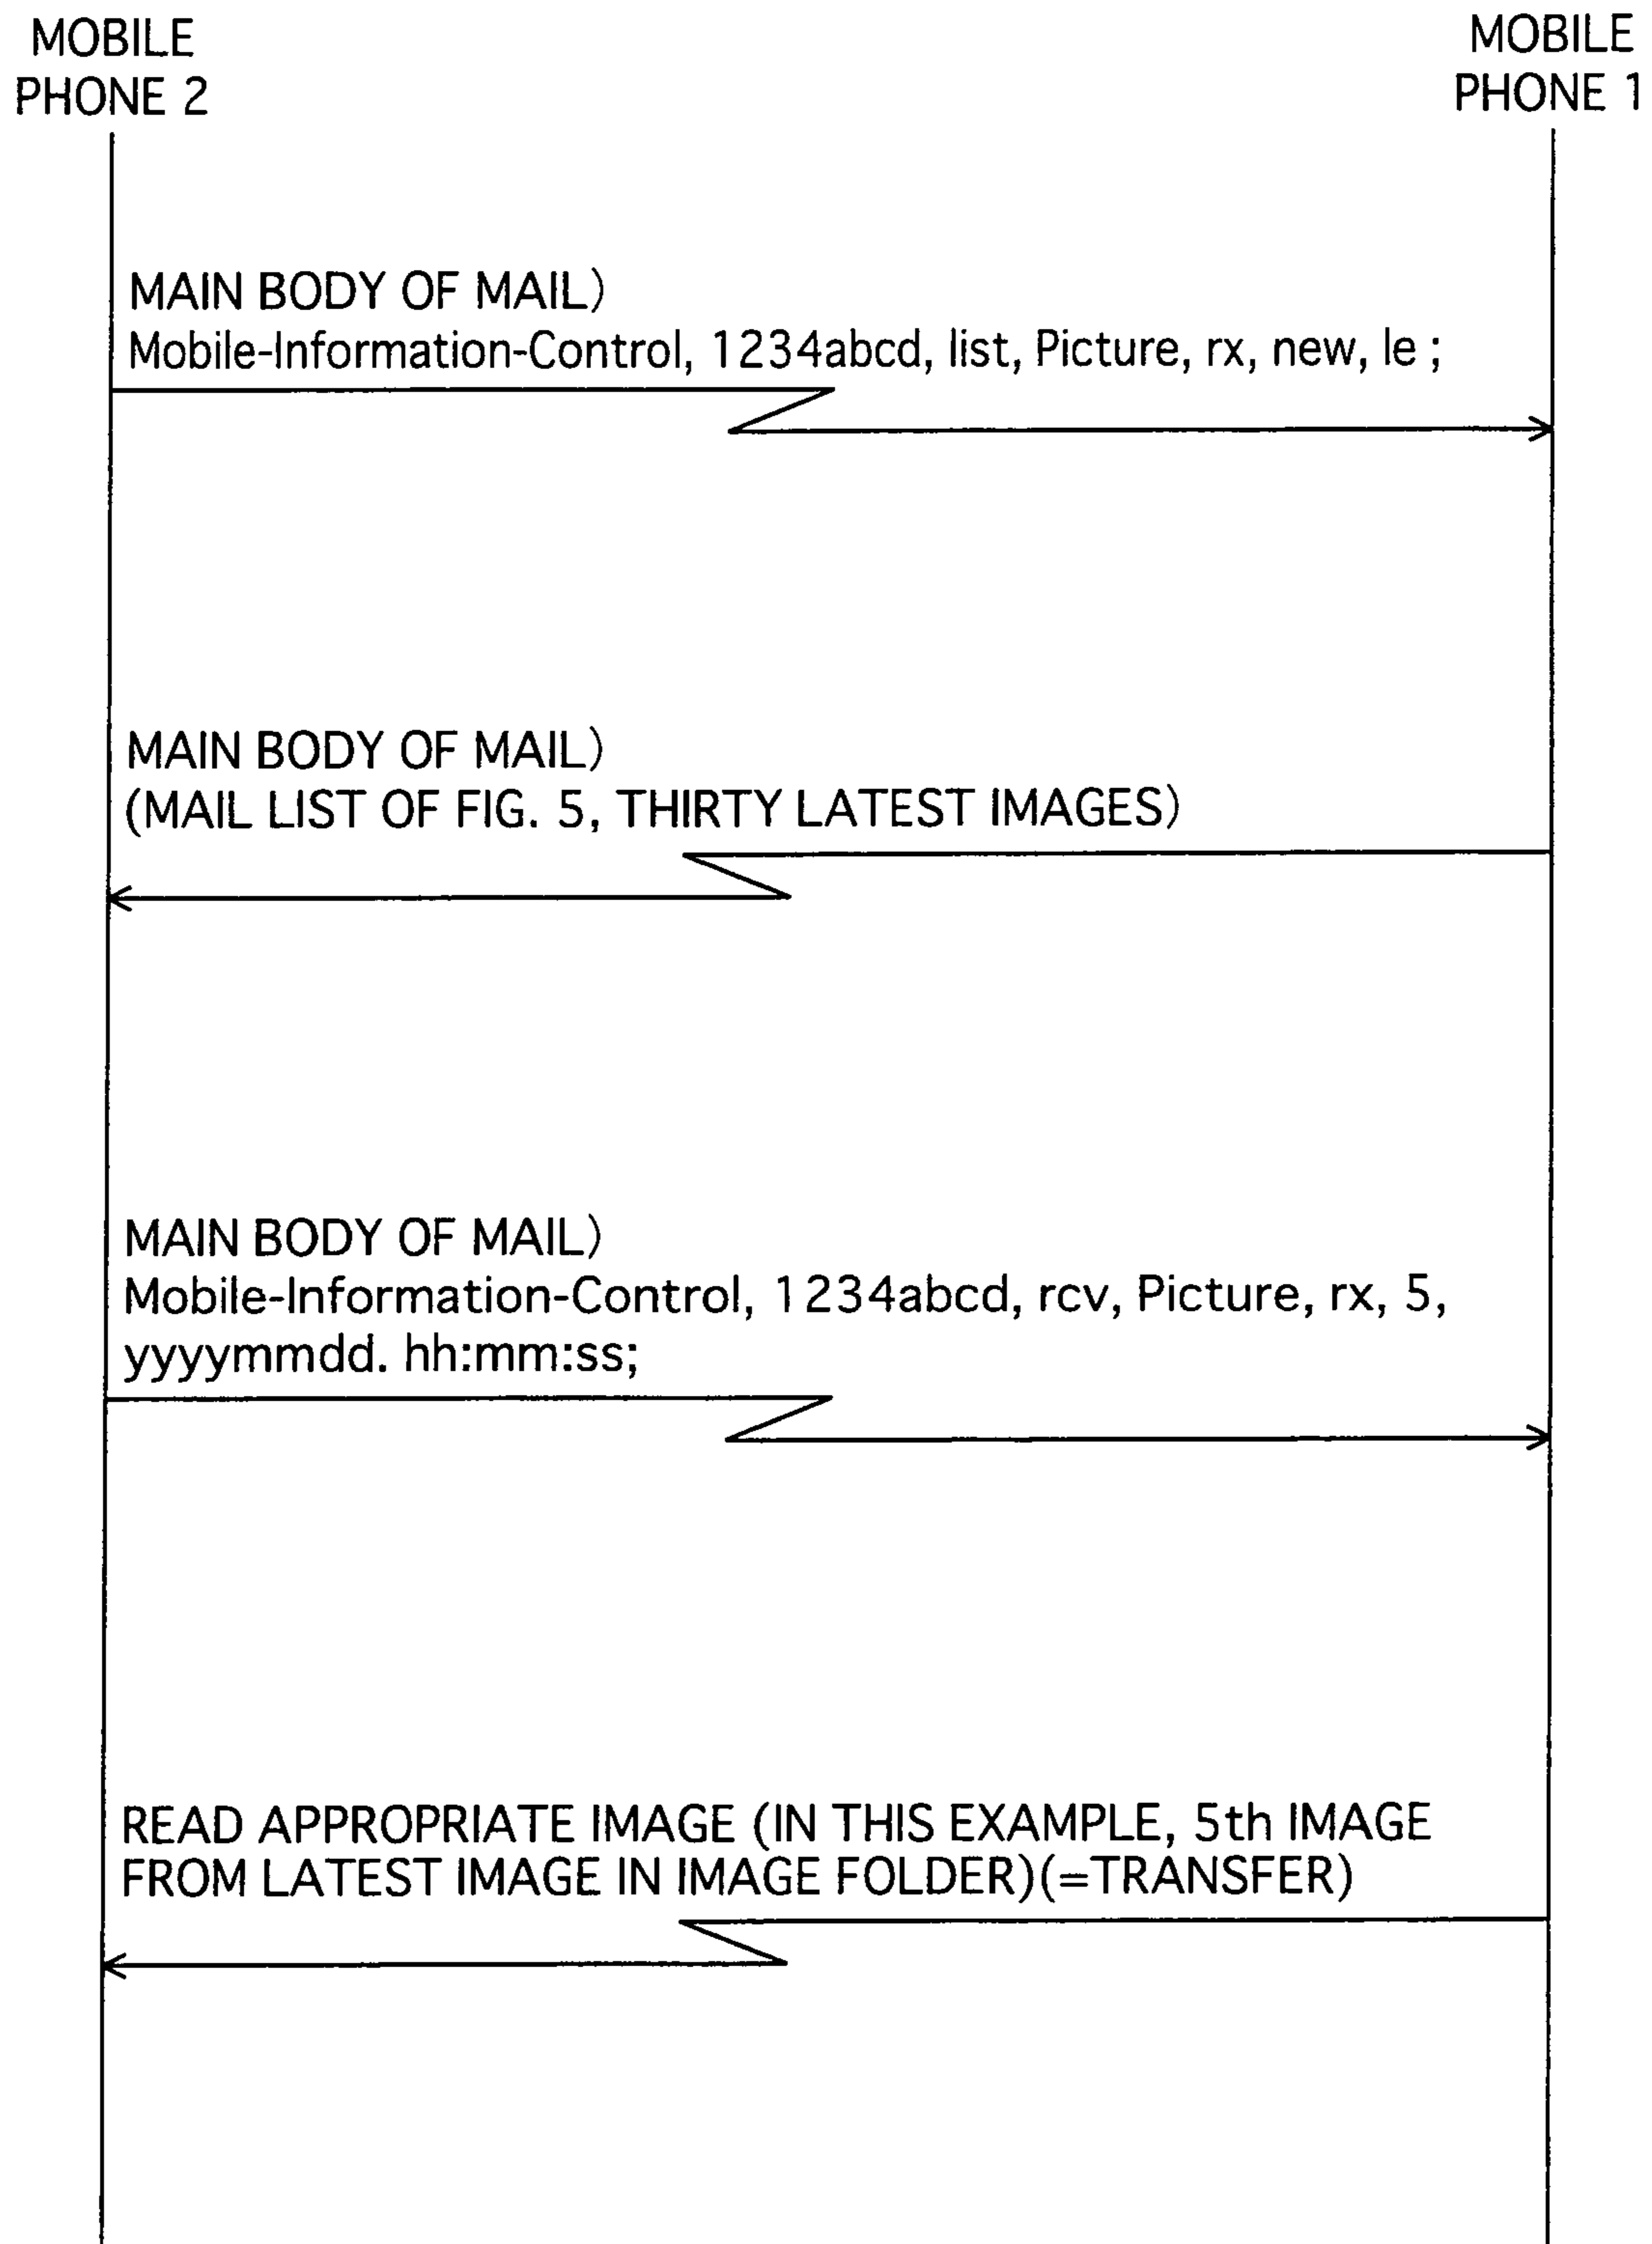 MOBILE
PHONE 2
MOBILE
PHONE 1
MAIN BODY OF MAIL)
Mobile-Information-Control, 1234abcd, list, Picture, rx, new, le ;
MAIN BODY OF MAIL)
(MAIL LIST OF FIG. 5, THIRTY LATEST IMAGES)
MAIN BODY OF MAIL)
Mobile-Information-Control, 1234abcd, rcv, Picture, rx, 5,
yyyymmdd. hh:mm:ss;
READ APPROPRIATE IMAGE (IN THIS EXAMPLE, 5th IMAGE
FROM LATEST IMAGE IN IMAGE FOLDER)(=TRANSFER)